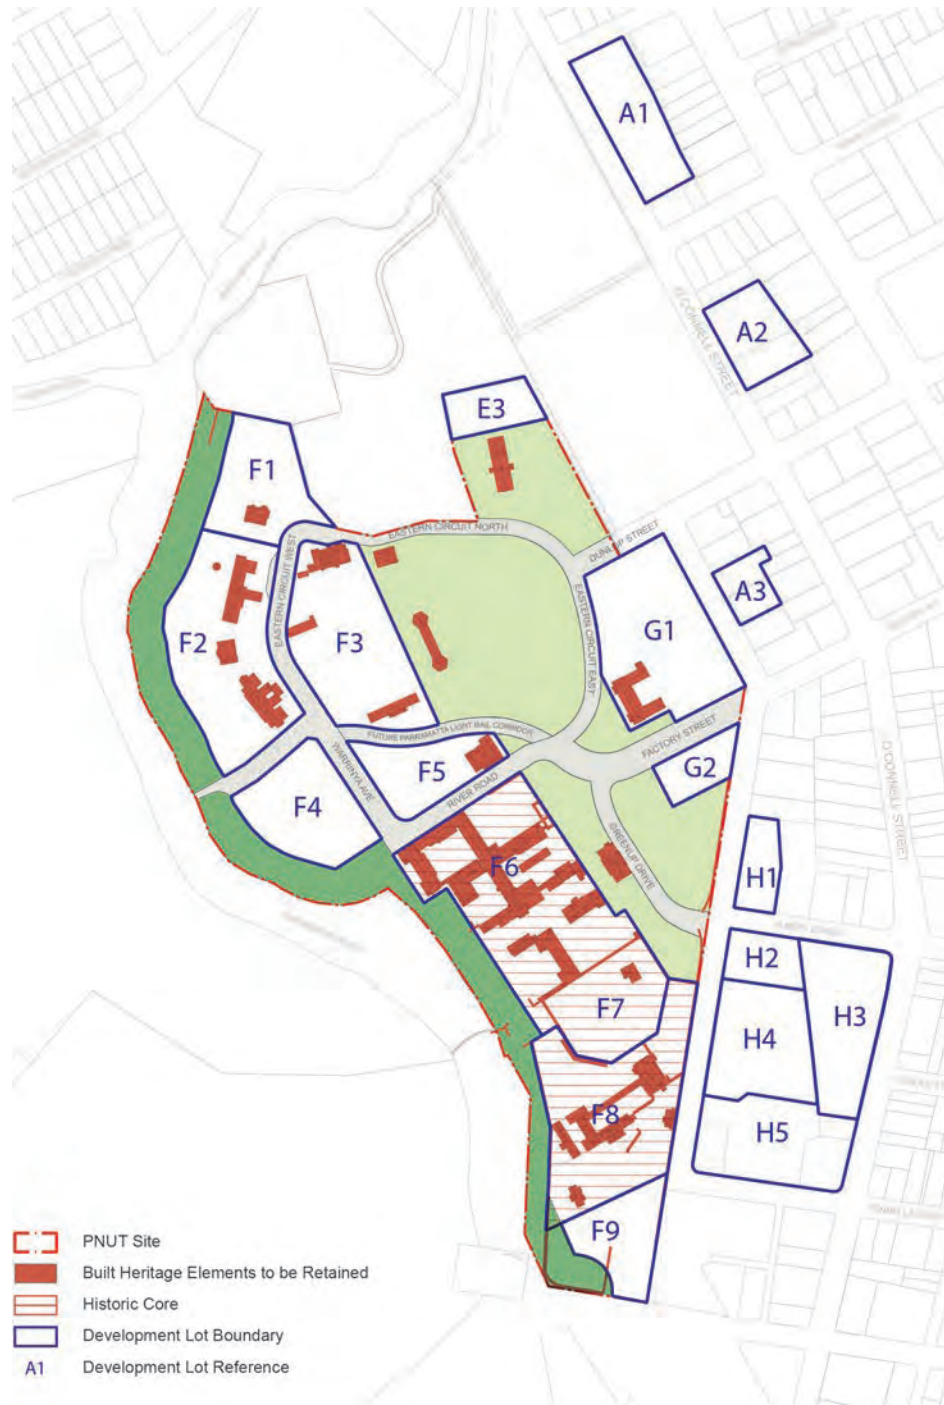 A1
O'CONNELL STREET
A2
E3
F1
EASTERN CIRCUIT NORTH
DUNLOP STREET
EASTERN CIRCUIT WEST
A3
EASTERN CIRCUIT EAST
F2
F3
G1
FUTURE PARRAMATTA LIGHT RAIL CORRIDOR
FACTORY STREET
WARRINYA AVE
F5
G2
RIVER ROAD
F4
O'CONNELL STREET
GREENUP DRIVE
F6
H1
H2
F7
H3
H4
F8
H5
F9
PNUT Site
Built Heritage Elements to be Retained
Historic Core
Development Lot Boundary
A1 Development Lot Reference